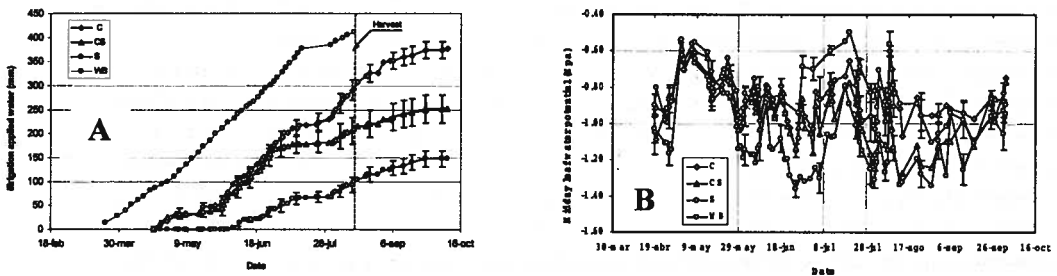 Irrigation applied water (mm)
450
400
350
300
250
200
150
100
50
0
C
CS
S
WB
Harvest
A
18-feb
30-mar
9-may
18-jun
28-jul
6-sep
16-oct
Date
Midday leaf water potential (Mpa)
-0.40
-0.60
-0.80
-1.00
-1.20
-1.40
-1.60
C
CS
S
WB
B
10-mar
19-abr
9-may
29-may
18-jun
8-jul
28-jul
17-ago
6-sep
26-sep
16-oct
Date